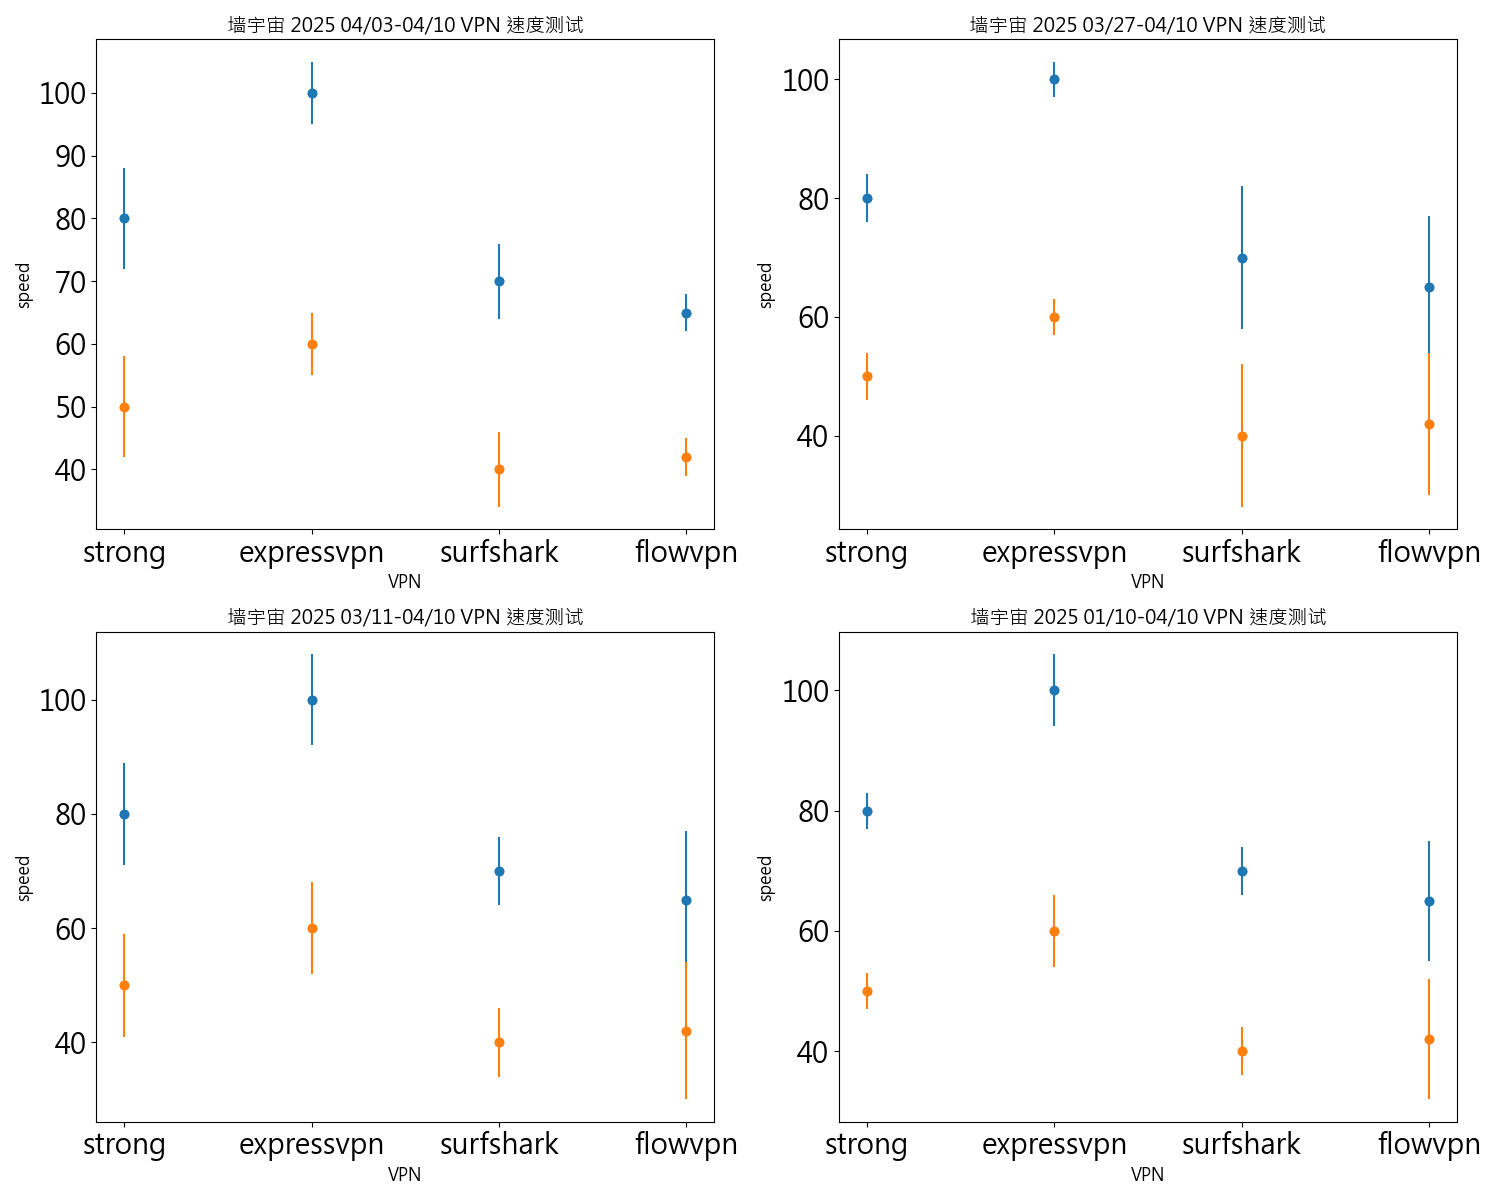 墙宇宙 2025 04/03-04/10 VPN 速度测试
100
90
80
70
60
50
40
speed
strong expressvpn surfshark flowvpn
VPN
墙宇宙 2025 03/27-04/10 VPN 速度测试
100
80
60
40
speed
strong expressvpn surfshark flowvpn
VPN
墙宇宙 2025 03/11-04/10 VPN 速度测试
100
80
60
40
speed
strong expressvpn surfshark flowvpn
VPN
墙宇宙 2025 01/10-04/10 VPN 速度测试
100
80
60
40
speed
strong expressvpn surfshark flowvpn
VPN